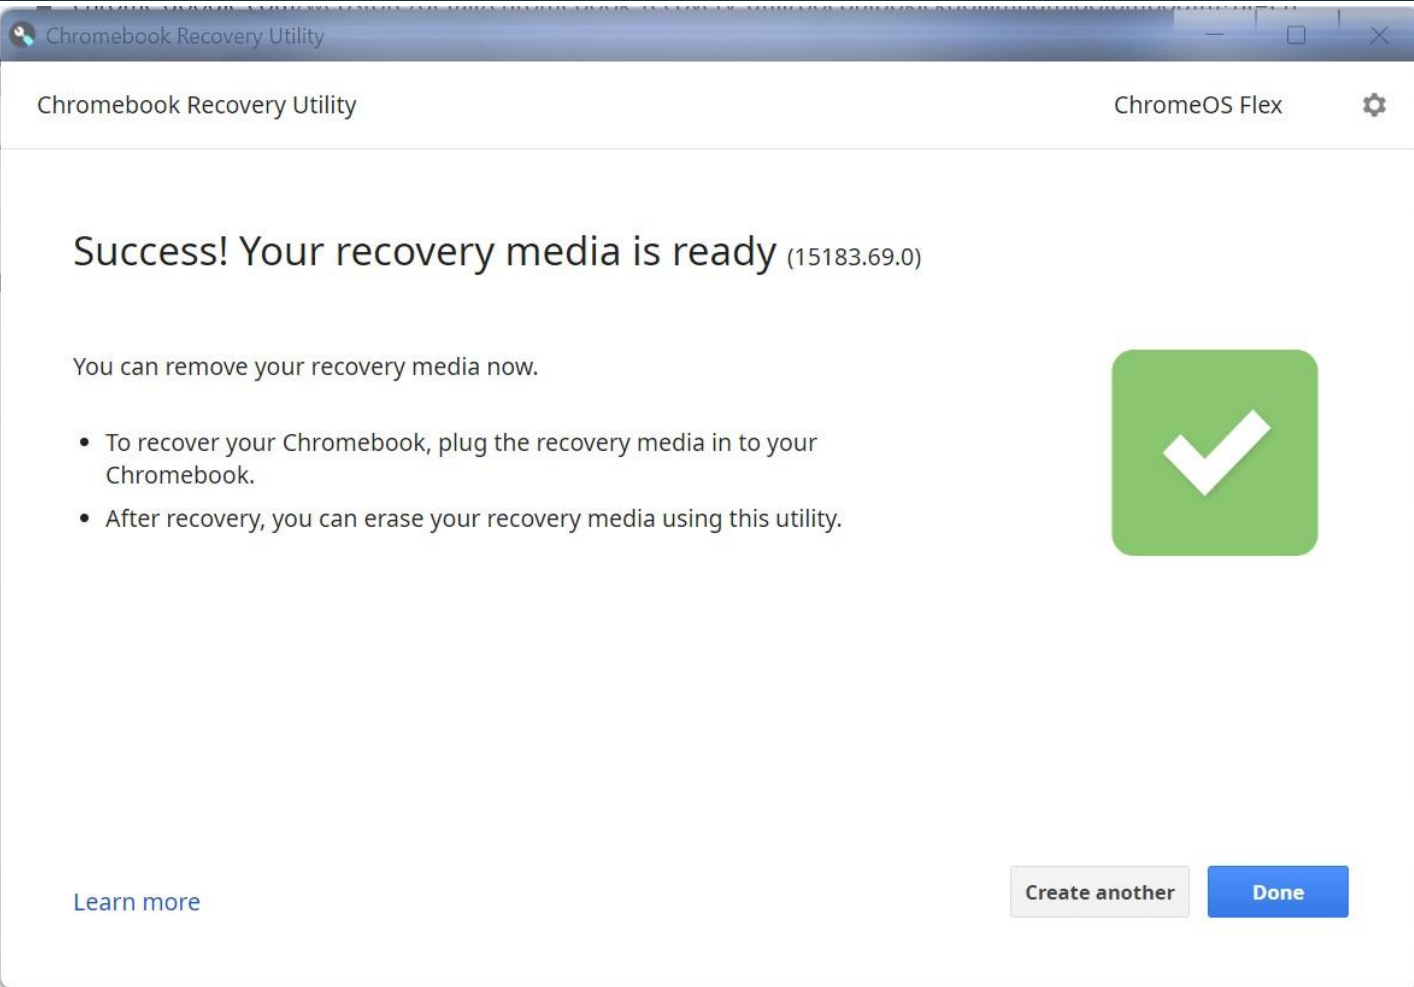 Chromebook Recovery Utility
Chromebook Recovery Utility
ChromeOS Flex
Success! Your recovery media is ready (15183.69.0)
You can remove your recovery media now.
• To recover your Chromebook, plug the recovery media in to your
Chromebook.
• After recovery, you can erase your recovery media using this utility.
Learn more
Create another
Done